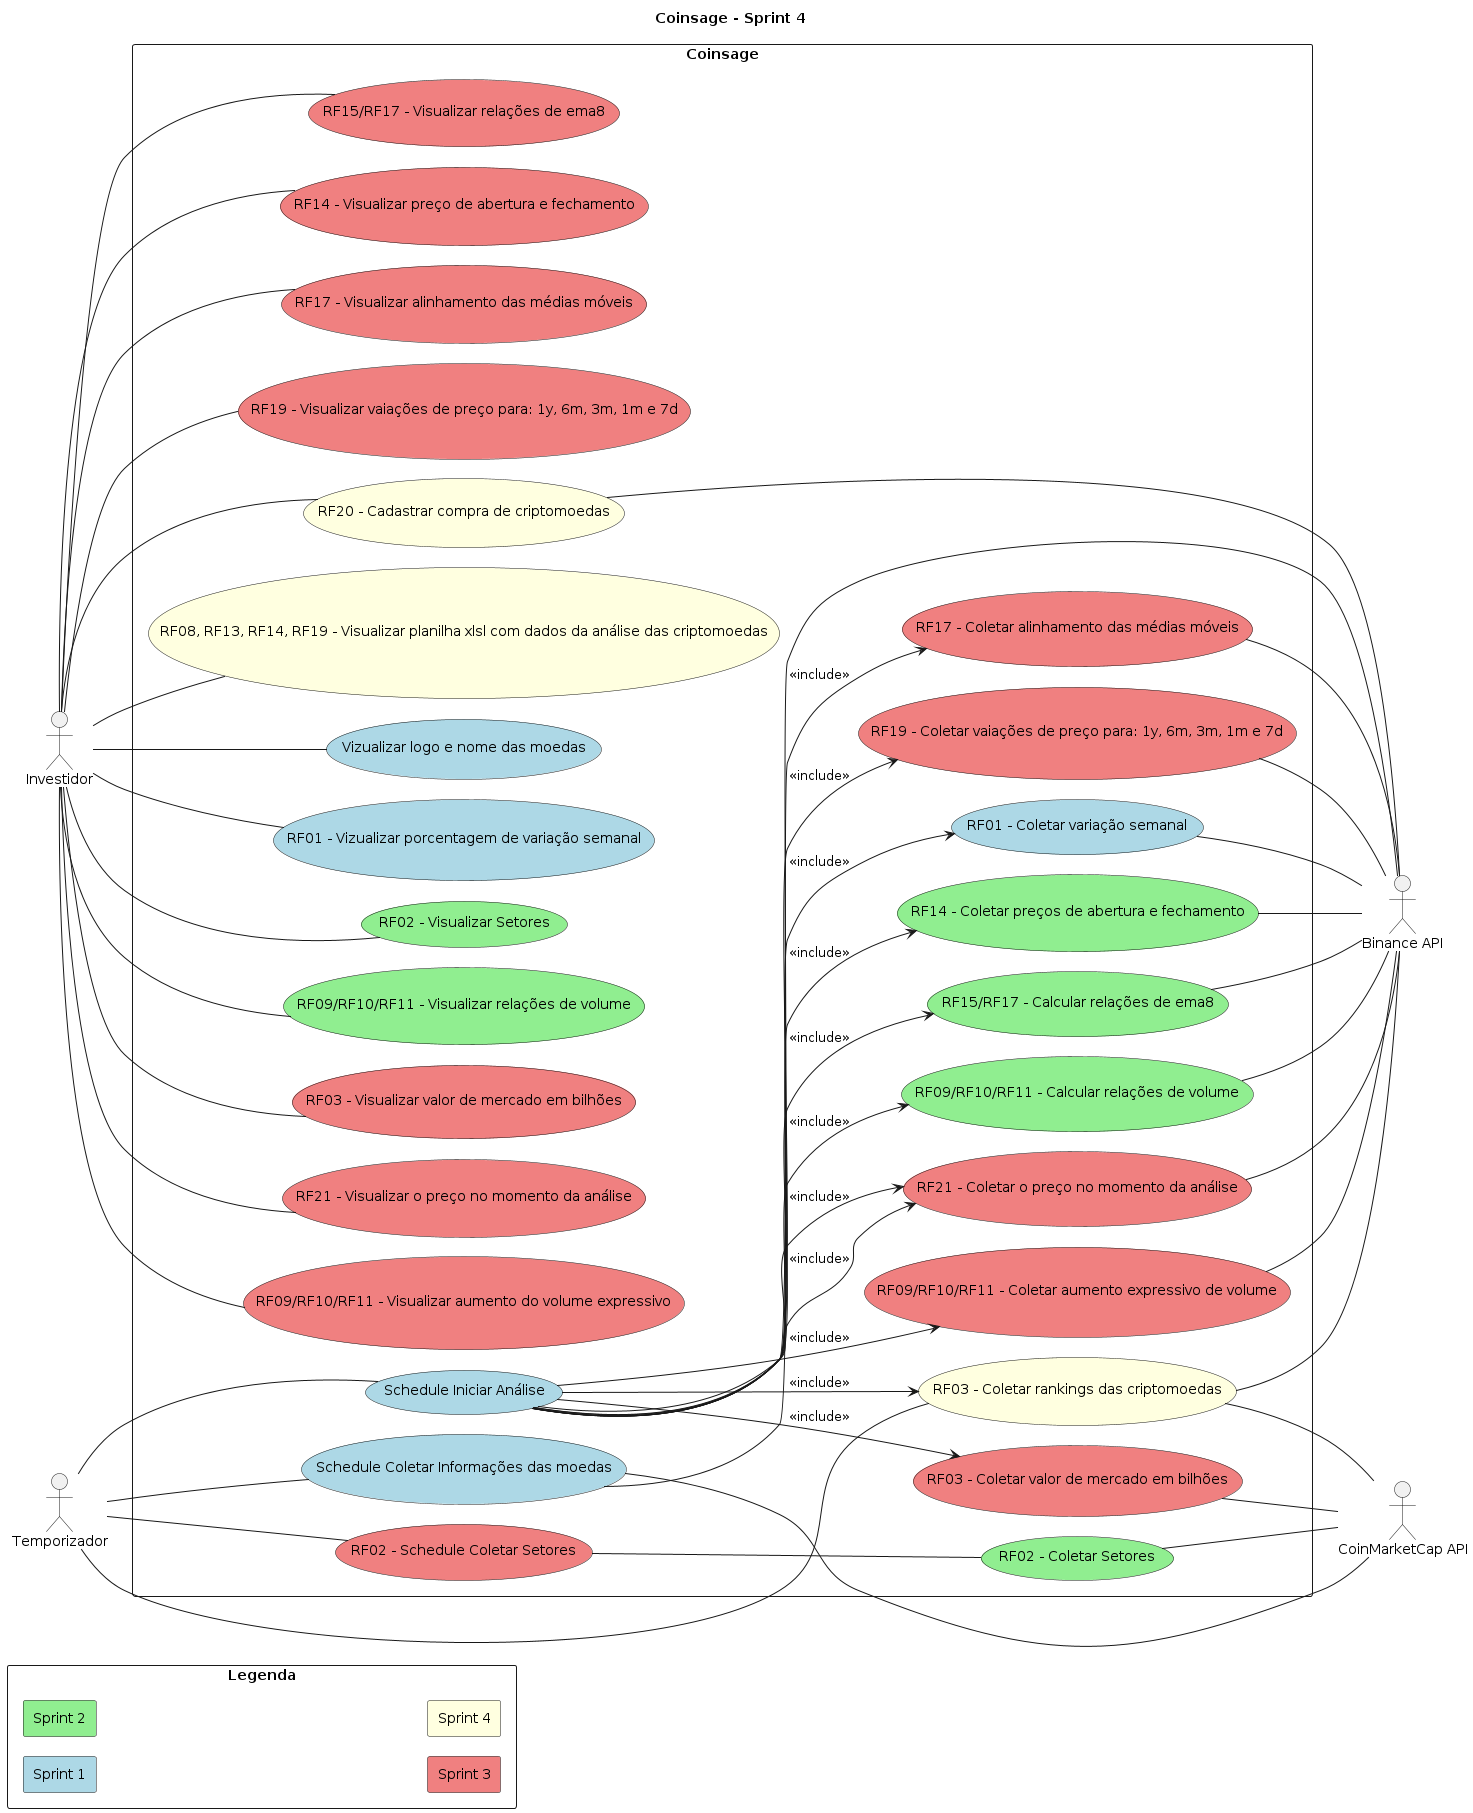 Coinsage - Sprint 4
Coinsage
RF15/RF17 - Visualizar relações de ema8
RF14 - Visualizar preço de abertura e fechamento
RF17 - Visualizar alinhamento das médias móveis
RF19 - Visualizar vaiações de preço para: 1y, 6m, 3m, 1m e 7d
RF20 - Cadastrar compra de criptomoedas
RF08, RF13, RF14, RF19 - Visualizar planilha xlsl com dados da análise das criptomoedas
Vizualizar logo e nome das moedas
RF01 - Vizualizar porcentagem de variação semanal
RF02 - Visualizar Setores
RF09/RF10/RF11 - Visualizar relações de volume
RF03 - Visualizar valor de mercado em bilhões
RF21 - Visualizar o preço no momento da análise
RF09/RF10/RF11 - Visualizar aumento do volume expressivo
Schedule Iniciar Análise
Schedule Coletar Informações das moedas
RF02 - Schedule Coletar Setores
Investidor
Temporizador
«include»
«include»
«include»
«include»
«include»
«include»
«include»
«include»
«include»
«include»
«include»
RF17 - Coletar alinhamento das médias móveis
RF19 - Coletar vaiações de preço para: 1y, 6m, 3m, 1m e 7d
RF01 - Coletar variação semanal
RF14 - Coletar preços de abertura e fechamento
RF15/RF17 - Calcular relações de ema8
RF09/RF10/RF11 - Calcular relações de volume
RF21 - Coletar o preço no momento da análise
RF09/RF10/RF11 - Coletar aumento expressivo de volume
RF03 - Coletar rankings das criptomoedas
RF03 - Coletar valor de mercado em bilhões
RF02 - Coletar Setores
Binance API
CoinMarketCap API
Legenda
Sprint 2
Sprint 4
Sprint 1
Sprint 3